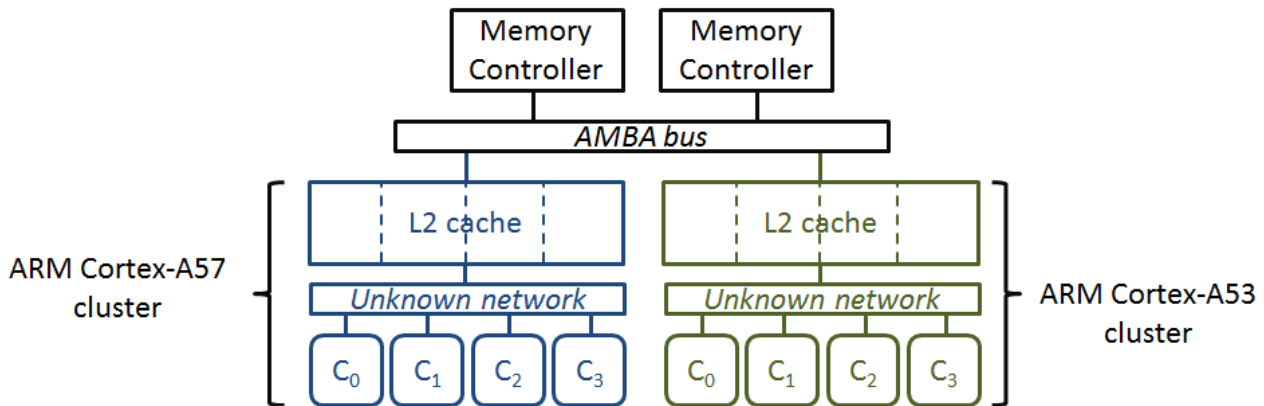 Memory
Controller
Memory
Controller
AMBA bus
L2 cache
L2 cache
ARM Cortex-A57
cluster
ARM Cortex-A53
cluster
Unknown network
Unknown network
C₀ C₁ C₂ C₃
C₀ C₁ C₂ C₃